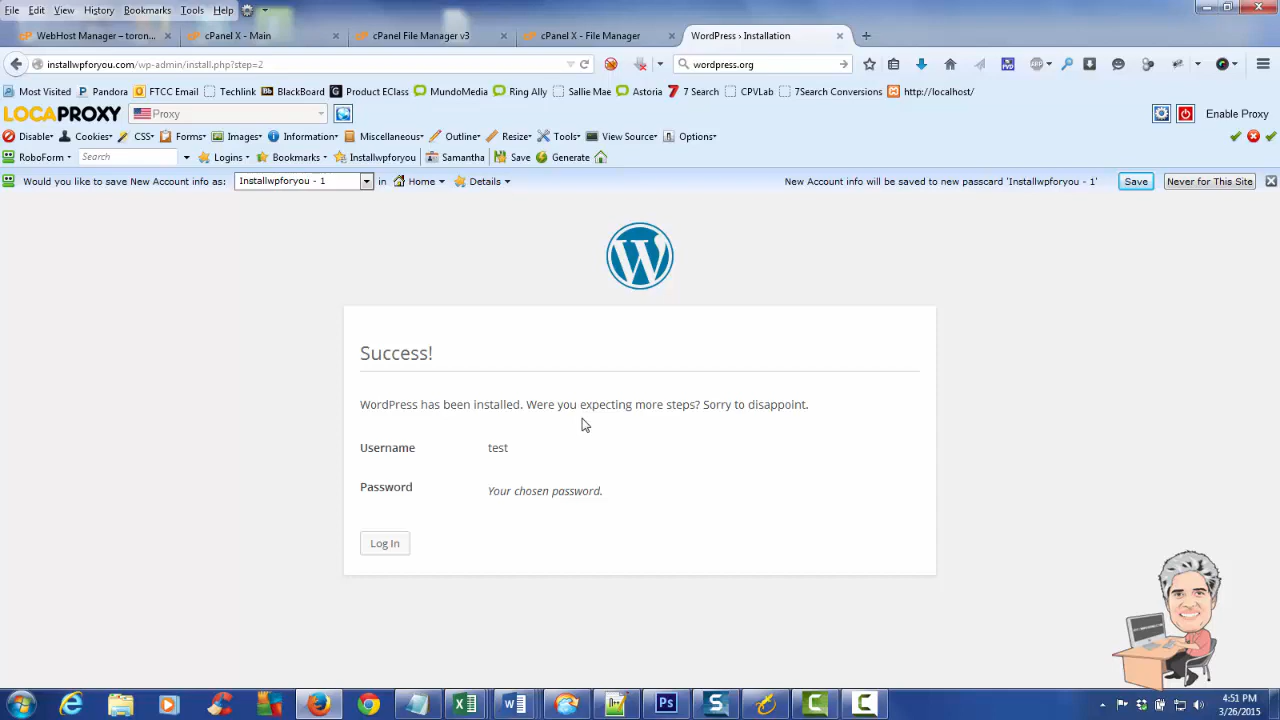 File Edit View History Bookmarks Tools Help
WebHost Manager – toron... × cPanel X - Main × cPanel File Manager v3 × cPanel X - File Manager × WordPress › Installation × +
installwpforyou.com/wp-admin/install.php?step=2 wordpress.org
Most Visited Pandora FTCC Email Techlink BlackBoard Product EClass MundoMedia Ring Ally Sallie Mae Astoria 7 Search CPVLab 7Search Conversions http://localhost/
LOCAPROXY Proxy Enable Proxy
Disable Cookies CSS Forms Images Information Miscellaneous Outline Resize Tools View Source Options
RoboForm Search Logins Bookmarks Installwpforyou Samantha Save Generate
Would you like to save New Account info as: Installwpforyou - 1 in Home Details New Account info will be saved to new passcard 'Installwpforyou - 1' Save Never for This Site
Success!
WordPress has been installed. Were you expecting more steps? Sorry to disappoint.
Username test
Password Your chosen password.
Log In
4:51 PM
3/26/2015